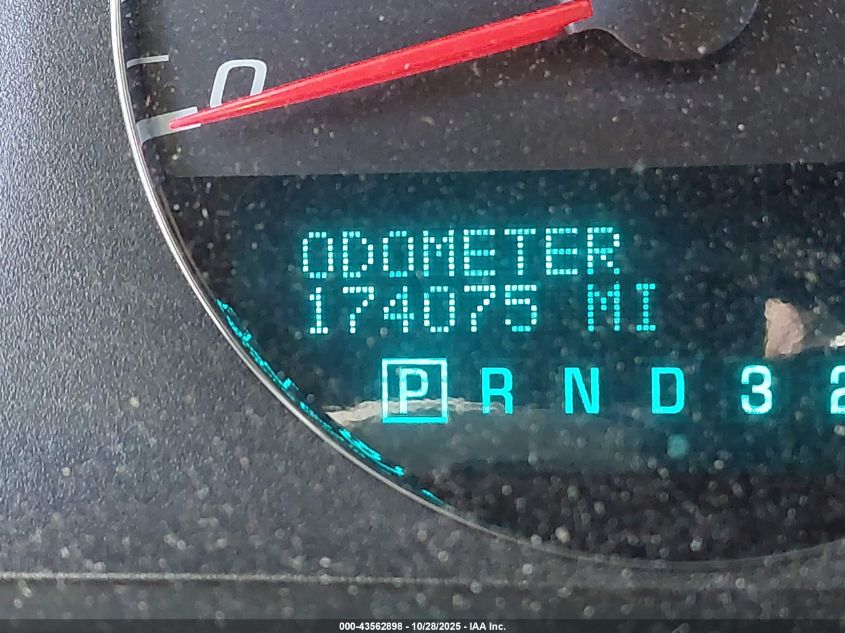 0
ODOMETER
174075 MI
P R N D 3 2
000-43562898 - 10/28/2025 - IAA Inc.